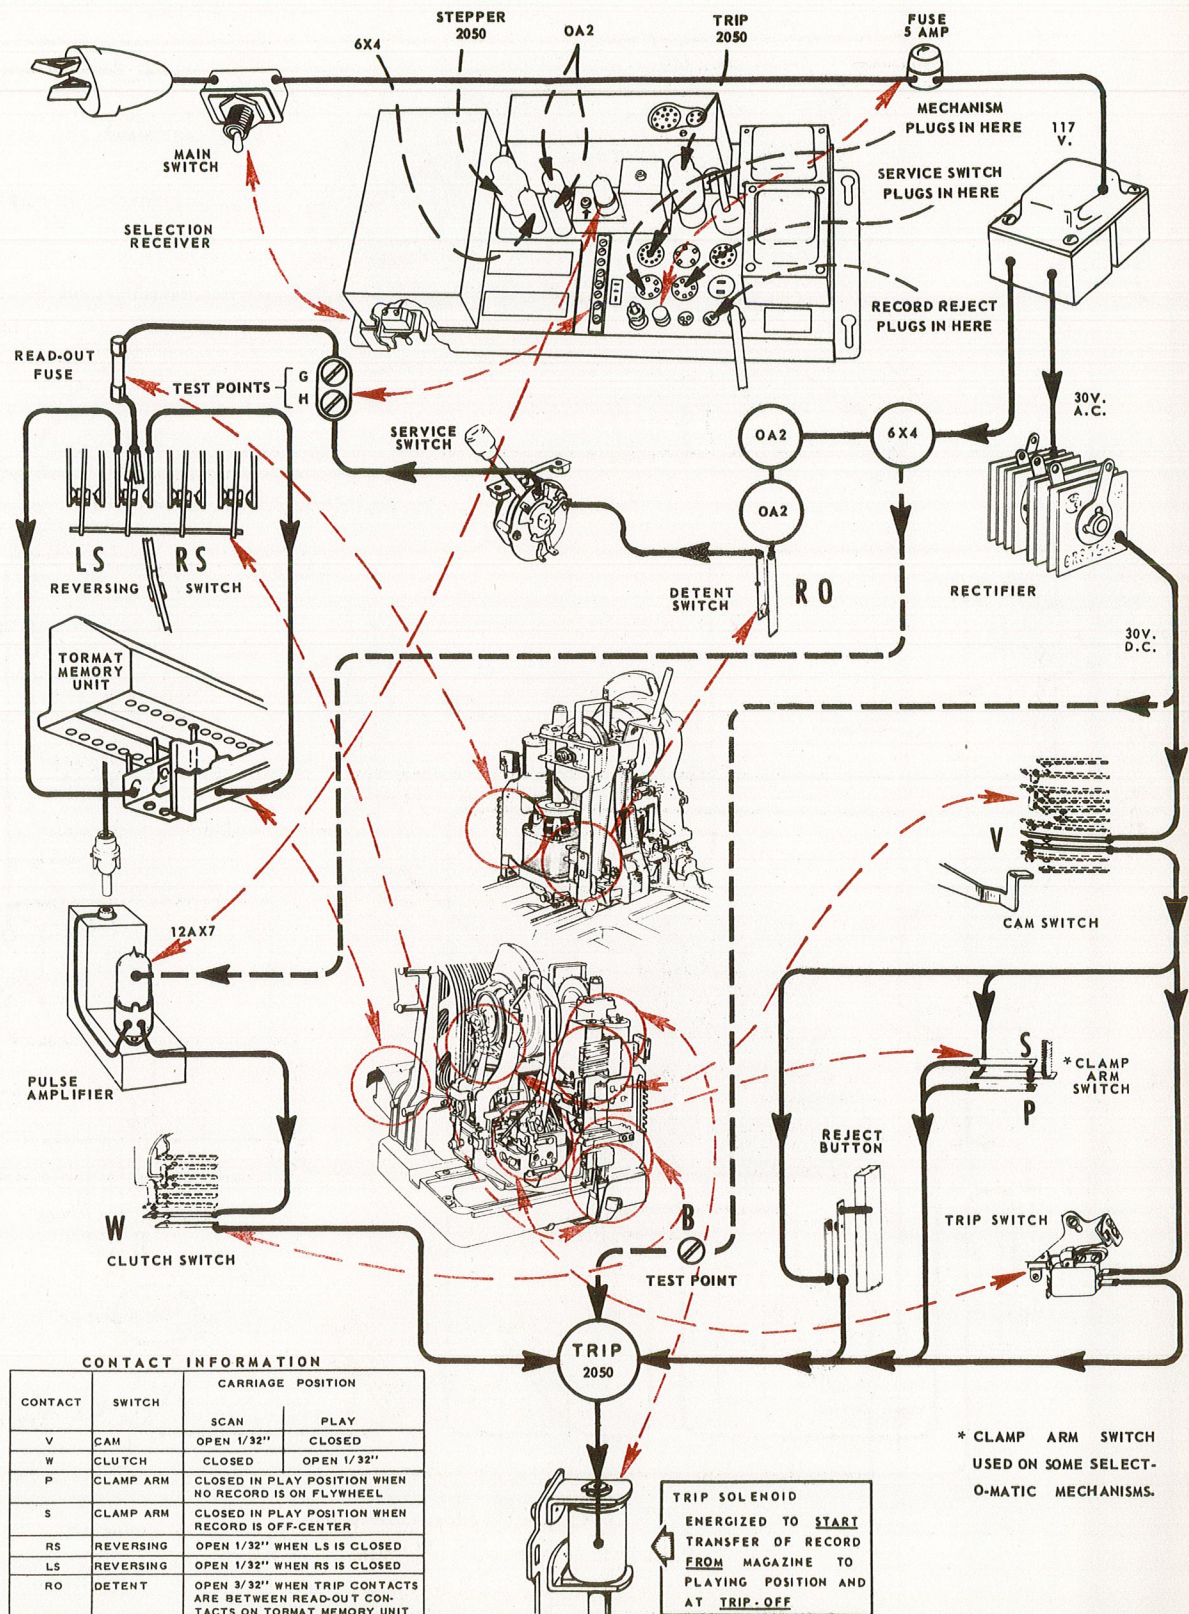 STEPPER
2050
6X4
OA2
TRIP
2050
FUSE
5 AMP
MECHANISM
PLUGS IN HERE
117
V.
MAIN
SWITCH
SERVICE SWITCH
PLUGS IN HERE
SELECTION
RECEIVER
RECORD REJECT
PLUGS IN HERE
READ-OUT
FUSE
TEST POINTS
G
H
30V.
A.C.
SERVICE
SWITCH
OA2
6X4
OA2
LS
RS
REVERSING
SWITCH
DETENT
SWITCH
RO
RECTIFIER
30V.
D.C.
TORMAT
MEMORY
UNIT
V
CAM SWITCH
12AX7
PULSE
AMPLIFIER
S
*CLAMP
ARM
SWITCH
P
REJECT
BUTTON
W
CLUTCH SWITCH
B
TEST POINT
TRIP SWITCH
TRIP
2050
CONTACT INFORMATION
CONTACT SWITCH CARRIAGE POSITION
SCAN PLAY
V CAM OPEN 1/32" CLOSED
W CLUTCH CLOSED OPEN 1/32"
P CLAMP ARM CLOSED IN PLAY POSITION WHEN
NO RECORD IS ON FLYWHEEL
S CLAMP ARM CLOSED IN PLAY POSITION WHEN
RECORD IS OFF-CENTER
RS REVERSING OPEN 1/32" WHEN LS IS CLOSED
LS REVERSING OPEN 1/32" WHEN RS IS CLOSED
RO DETENT OPEN 3/32" WHEN TRIP CONTACTS
ARE BETWEEN READ-OUT CON-
TACTS ON TORMAT MEMORY UNIT
* CLAMP ARM SWITCH
USED ON SOME SELECT-
O-MATIC MECHANISMS.
TRIP SOLENOID
ENERGIZED TO START
TRANSFER OF RECORD
FROM MAGAZINE TO
PLAYING POSITION AND
AT TRIP-OFF